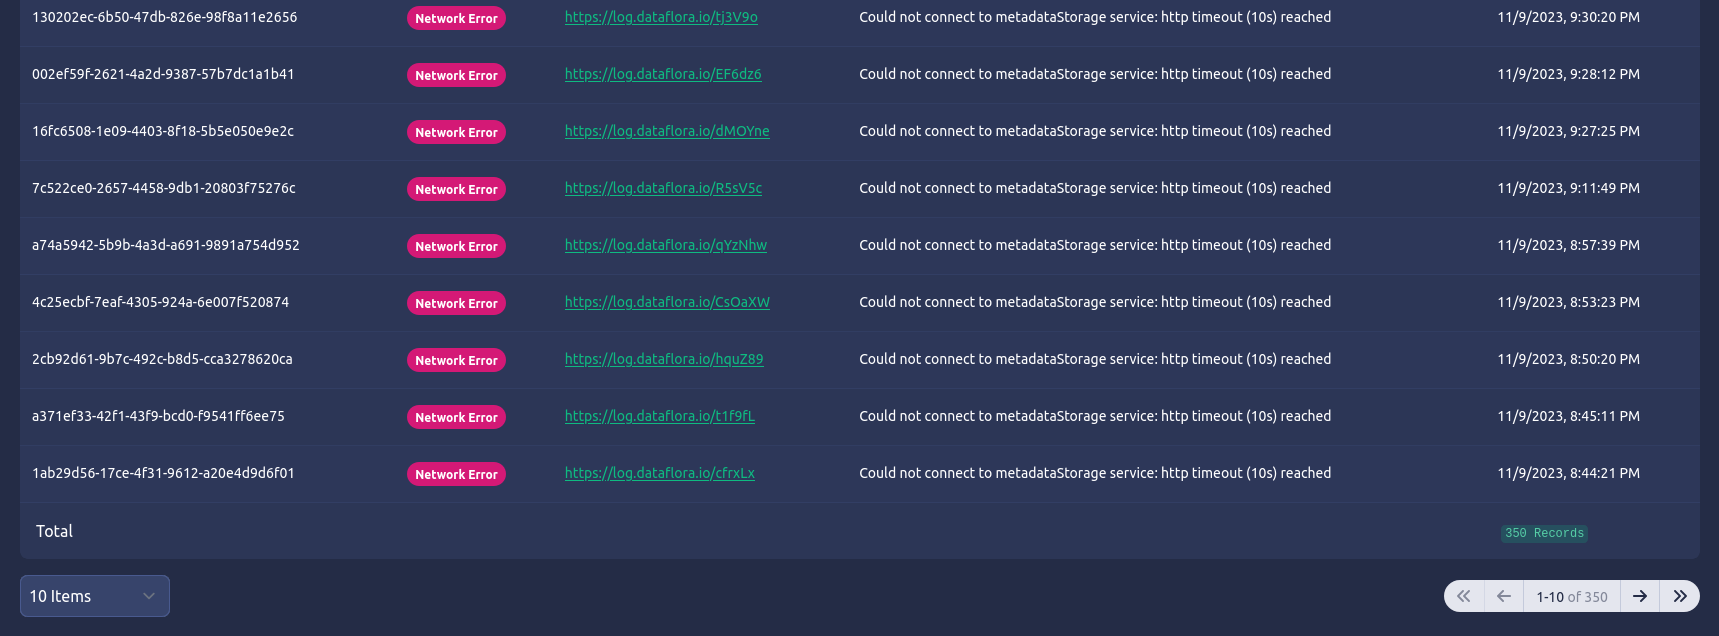 130202ec-6b50-47db-826e-98f8a11e2656 Network Error https://log.dataflora.io/tj3V9o Could not connect to metadataStorage service: http timeout (10s) reached 11/9/2023, 9:30:20 PM
002ef59f-2621-4a2d-9387-57b7dc1a1b41 Network Error https://log.dataflora.io/EF6dz6 Could not connect to metadataStorage service: http timeout (10s) reached 11/9/2023, 9:28:12 PM
16fc6508-1e09-4403-8f18-5b5e050e9e2c Network Error https://log.dataflora.io/dMOYne Could not connect to metadataStorage service: http timeout (10s) reached 11/9/2023, 9:27:25 PM
7c522ce0-2657-4458-9db1-20803f75276c Network Error https://log.dataflora.io/R5sV5c Could not connect to metadataStorage service: http timeout (10s) reached 11/9/2023, 9:11:49 PM
a74a5942-5b9b-4a3d-a691-9891a754d952 Network Error https://log.dataflora.io/qYzNhw Could not connect to metadataStorage service: http timeout (10s) reached 11/9/2023, 8:57:39 PM
4c25ecbf-7eaf-4305-924a-6e007f520874 Network Error https://log.dataflora.io/CsOaXW Could not connect to metadataStorage service: http timeout (10s) reached 11/9/2023, 8:53:23 PM
2cb92d61-9b7c-492c-b8d5-cca3278620ca Network Error https://log.dataflora.io/hquZ89 Could not connect to metadataStorage service: http timeout (10s) reached 11/9/2023, 8:50:20 PM
a371ef33-42f1-43f9-bcd0-f9541ff6ee75 Network Error https://log.dataflora.io/t1f9fL Could not connect to metadataStorage service: http timeout (10s) reached 11/9/2023, 8:45:11 PM
1ab29d56-17ce-4f31-9612-a20e4d9d6f01 Network Error https://log.dataflora.io/cfrxLx Could not connect to metadataStorage service: http timeout (10s) reached 11/9/2023, 8:44:21 PM
Total 350 Records
10 Items 1-10 of 350